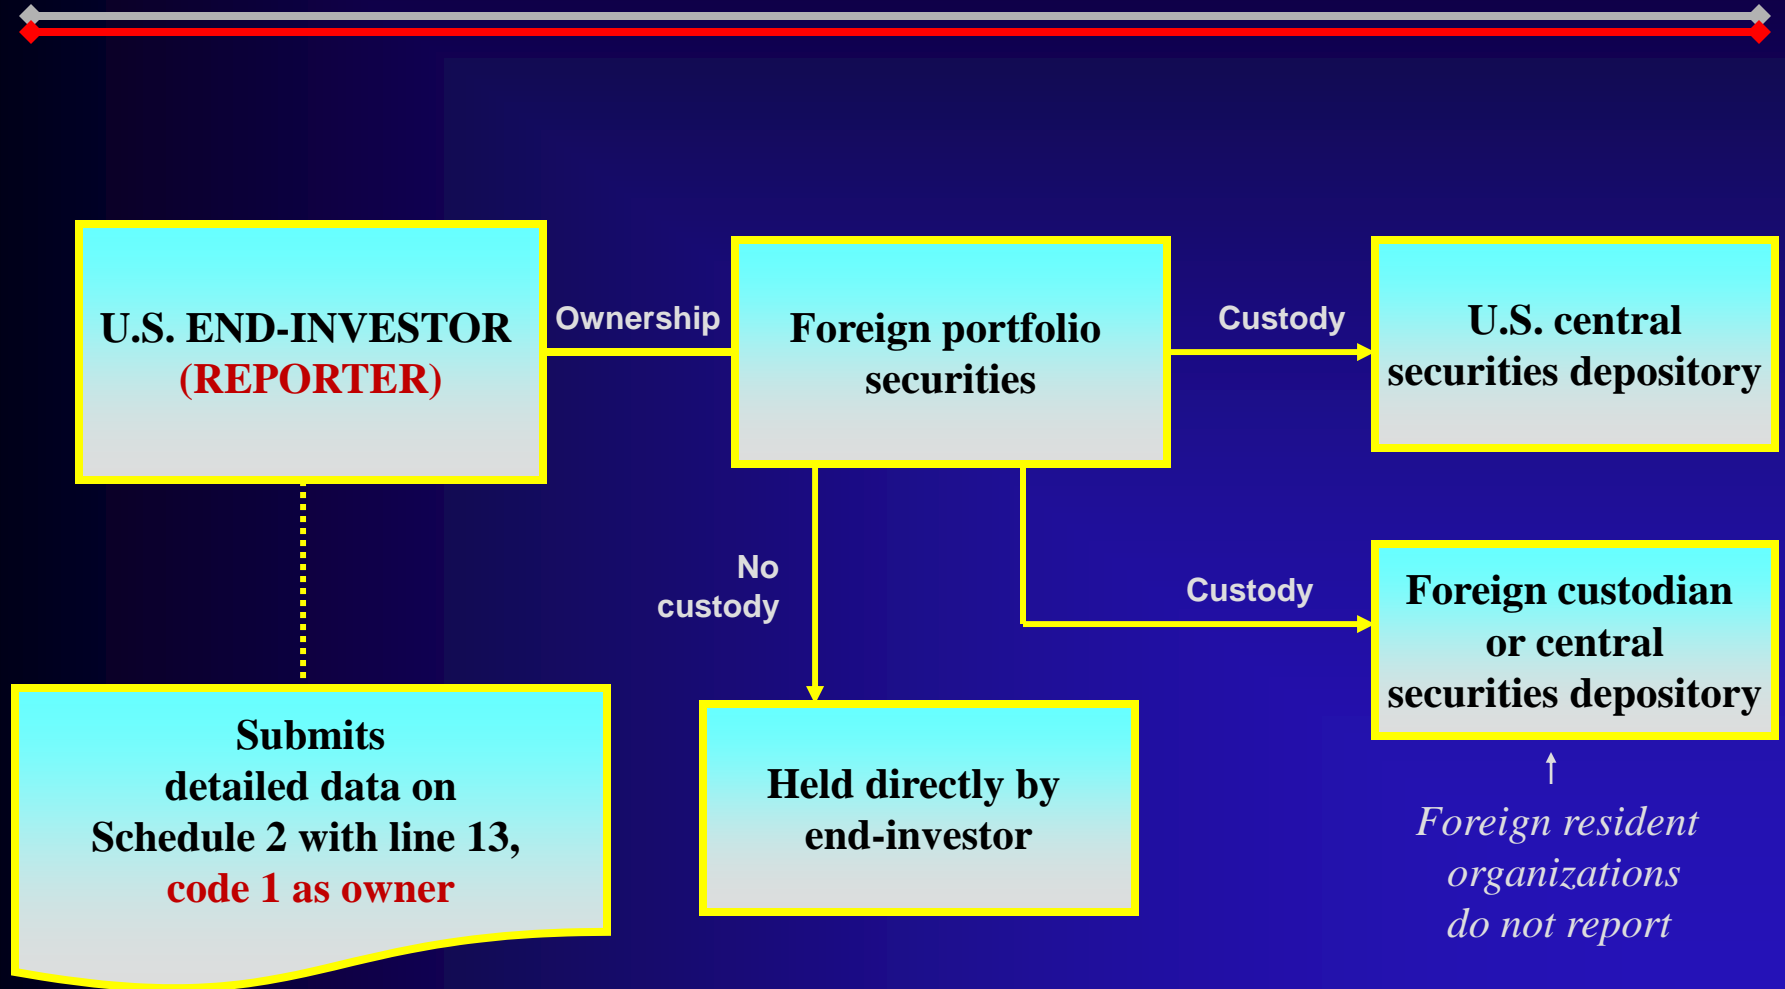 U.S. END-INVESTOR
(REPORTER)
Ownership
Foreign portfolio
securities
Custody
U.S. central
securities depository
No
custody
Custody
Foreign custodian
or central
securities depository
Submits
detailed data on
Schedule 2 with line 13,
code 1 as owner
Held directly by
end-investor
Foreign resident
organizations
do not report